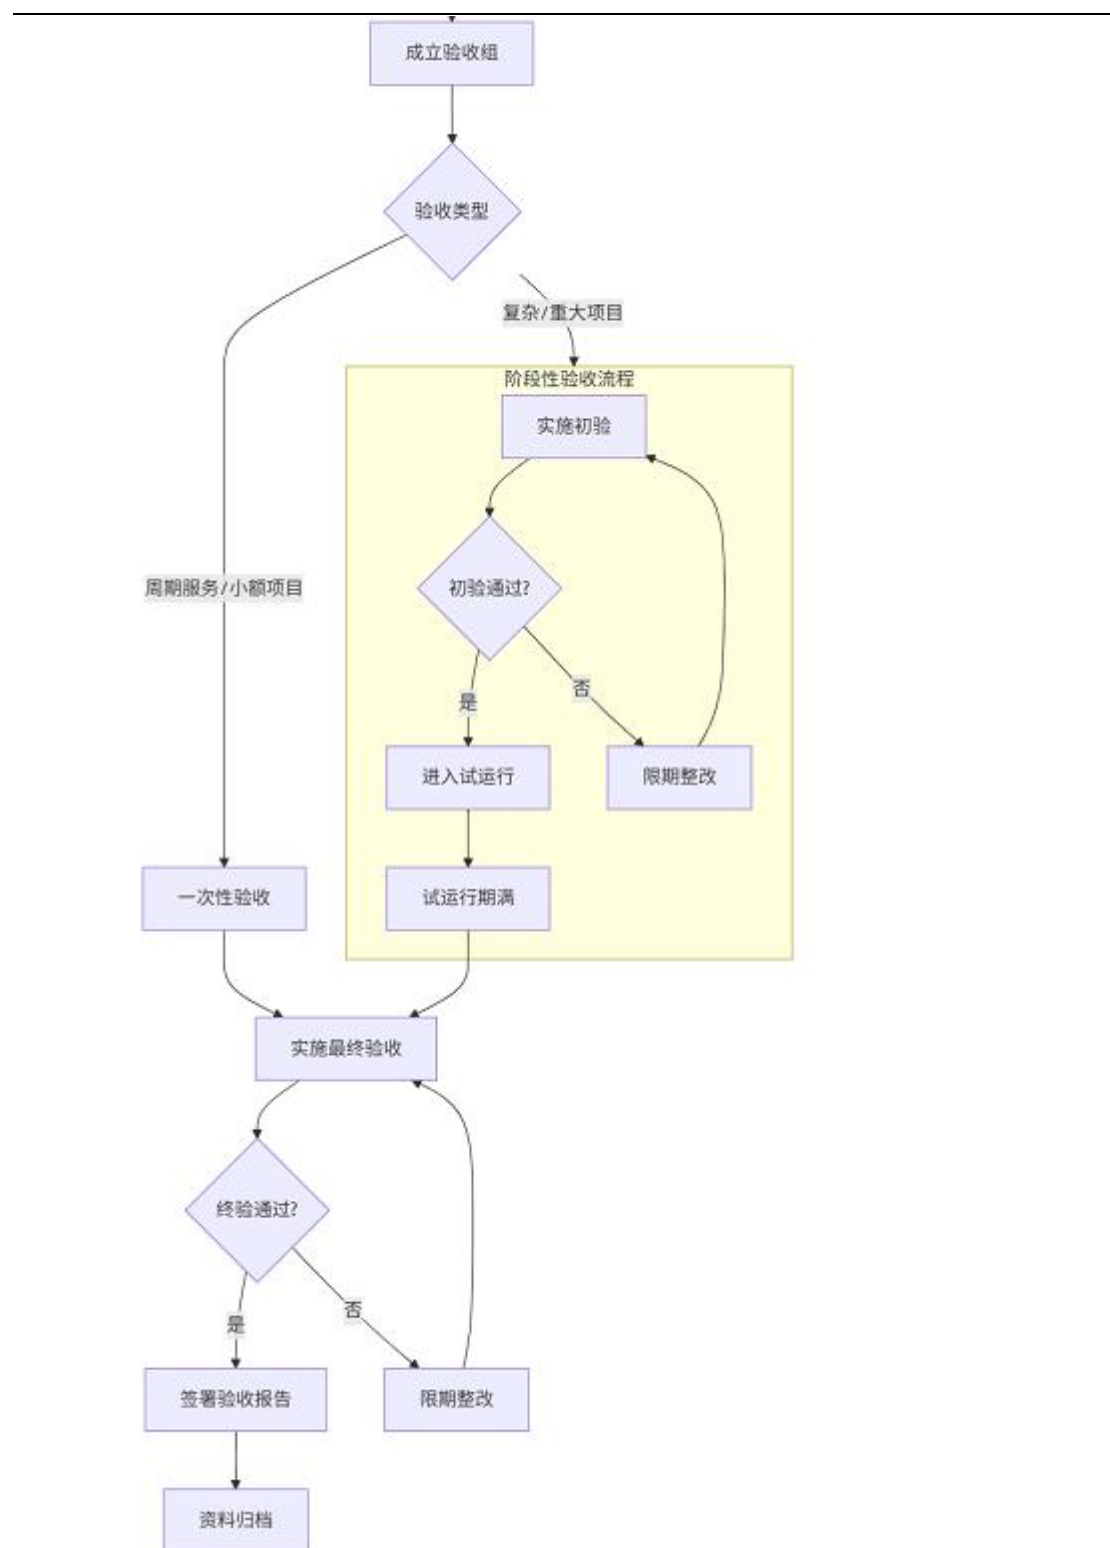 成立验收组
验收类型
复杂/重大项目
阶段性验收流程
实施初验
周期服务/小额项目
初验通过?
是
否
进入试运行
限期整改
一次性验收
试运行期满
实施最终验收
终验通过?
是
否
签署验收报告
限期整改
资料归档